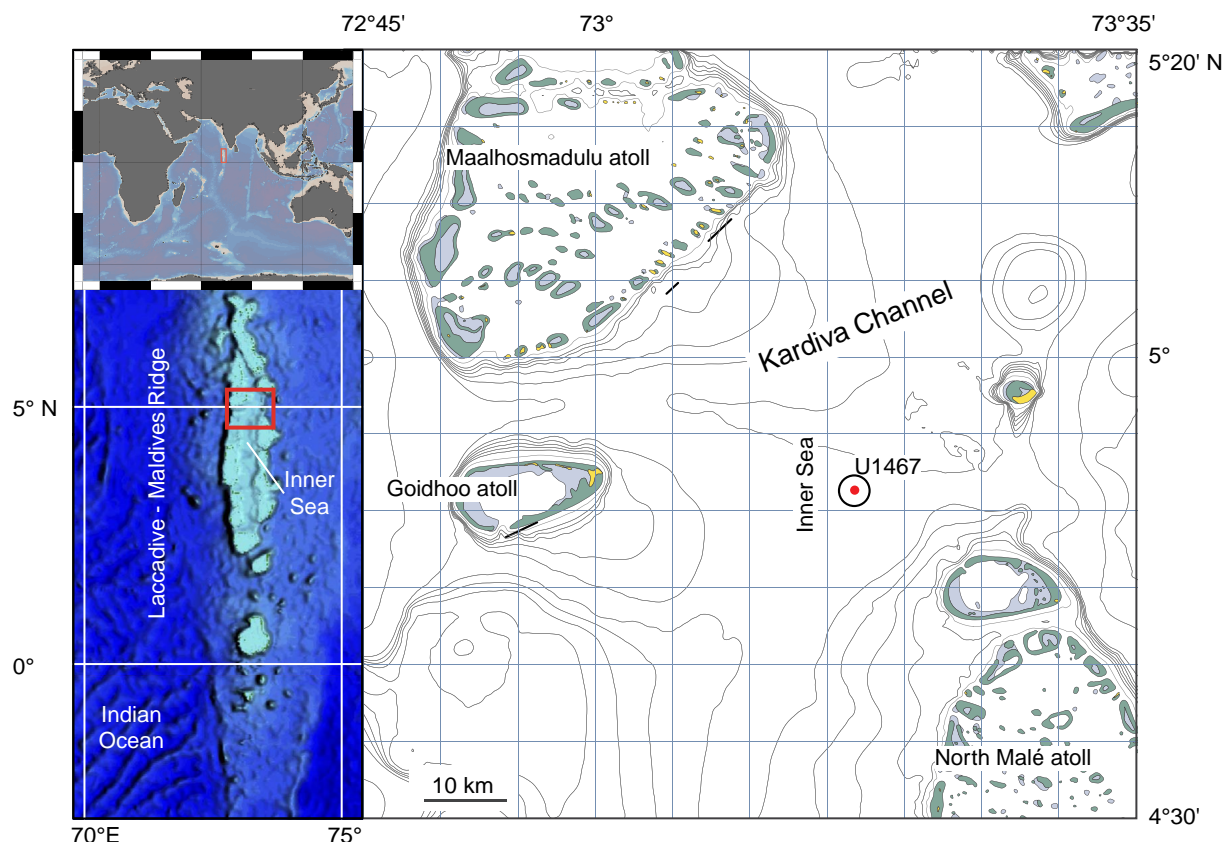 72°45'
73°
73°35'
5°20' N
Maalhosmadulu atoll
Kardiva Channel
5°
5° N
Laccadive - Maldives Ridge
Inner
Sea
Goidhoo atoll
Inner Sea
U1467
0°
Indian
Ocean
North Malé atoll
10 km
4°30'
70°E
75°